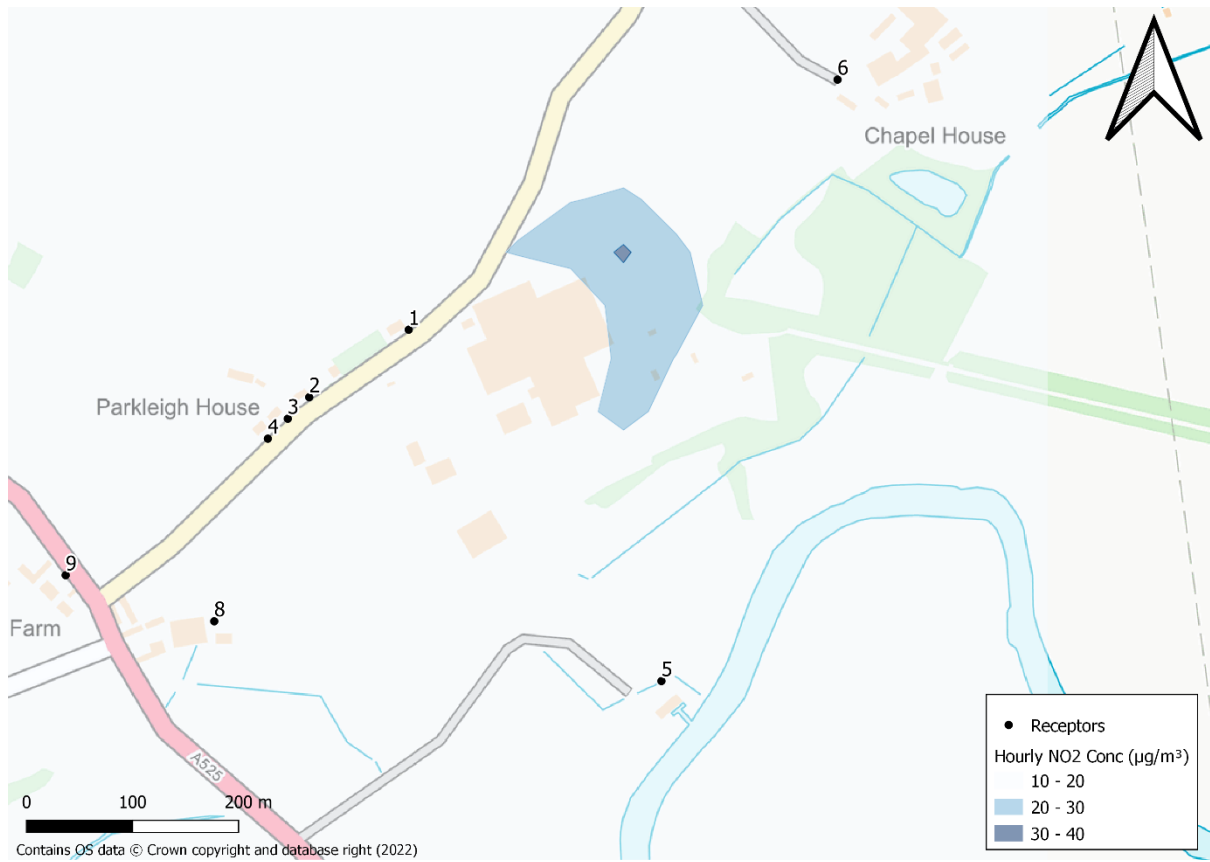 6
Chapel House
1
2
Parkleigh House
3
4
9
8
Farm
5
A525
Receptors
Hourly NO2 Conc (µg/m³)
10 - 20
20 - 30
30 - 40
0 100 200 m
Contains OS data © Crown copyright and database right (2022)